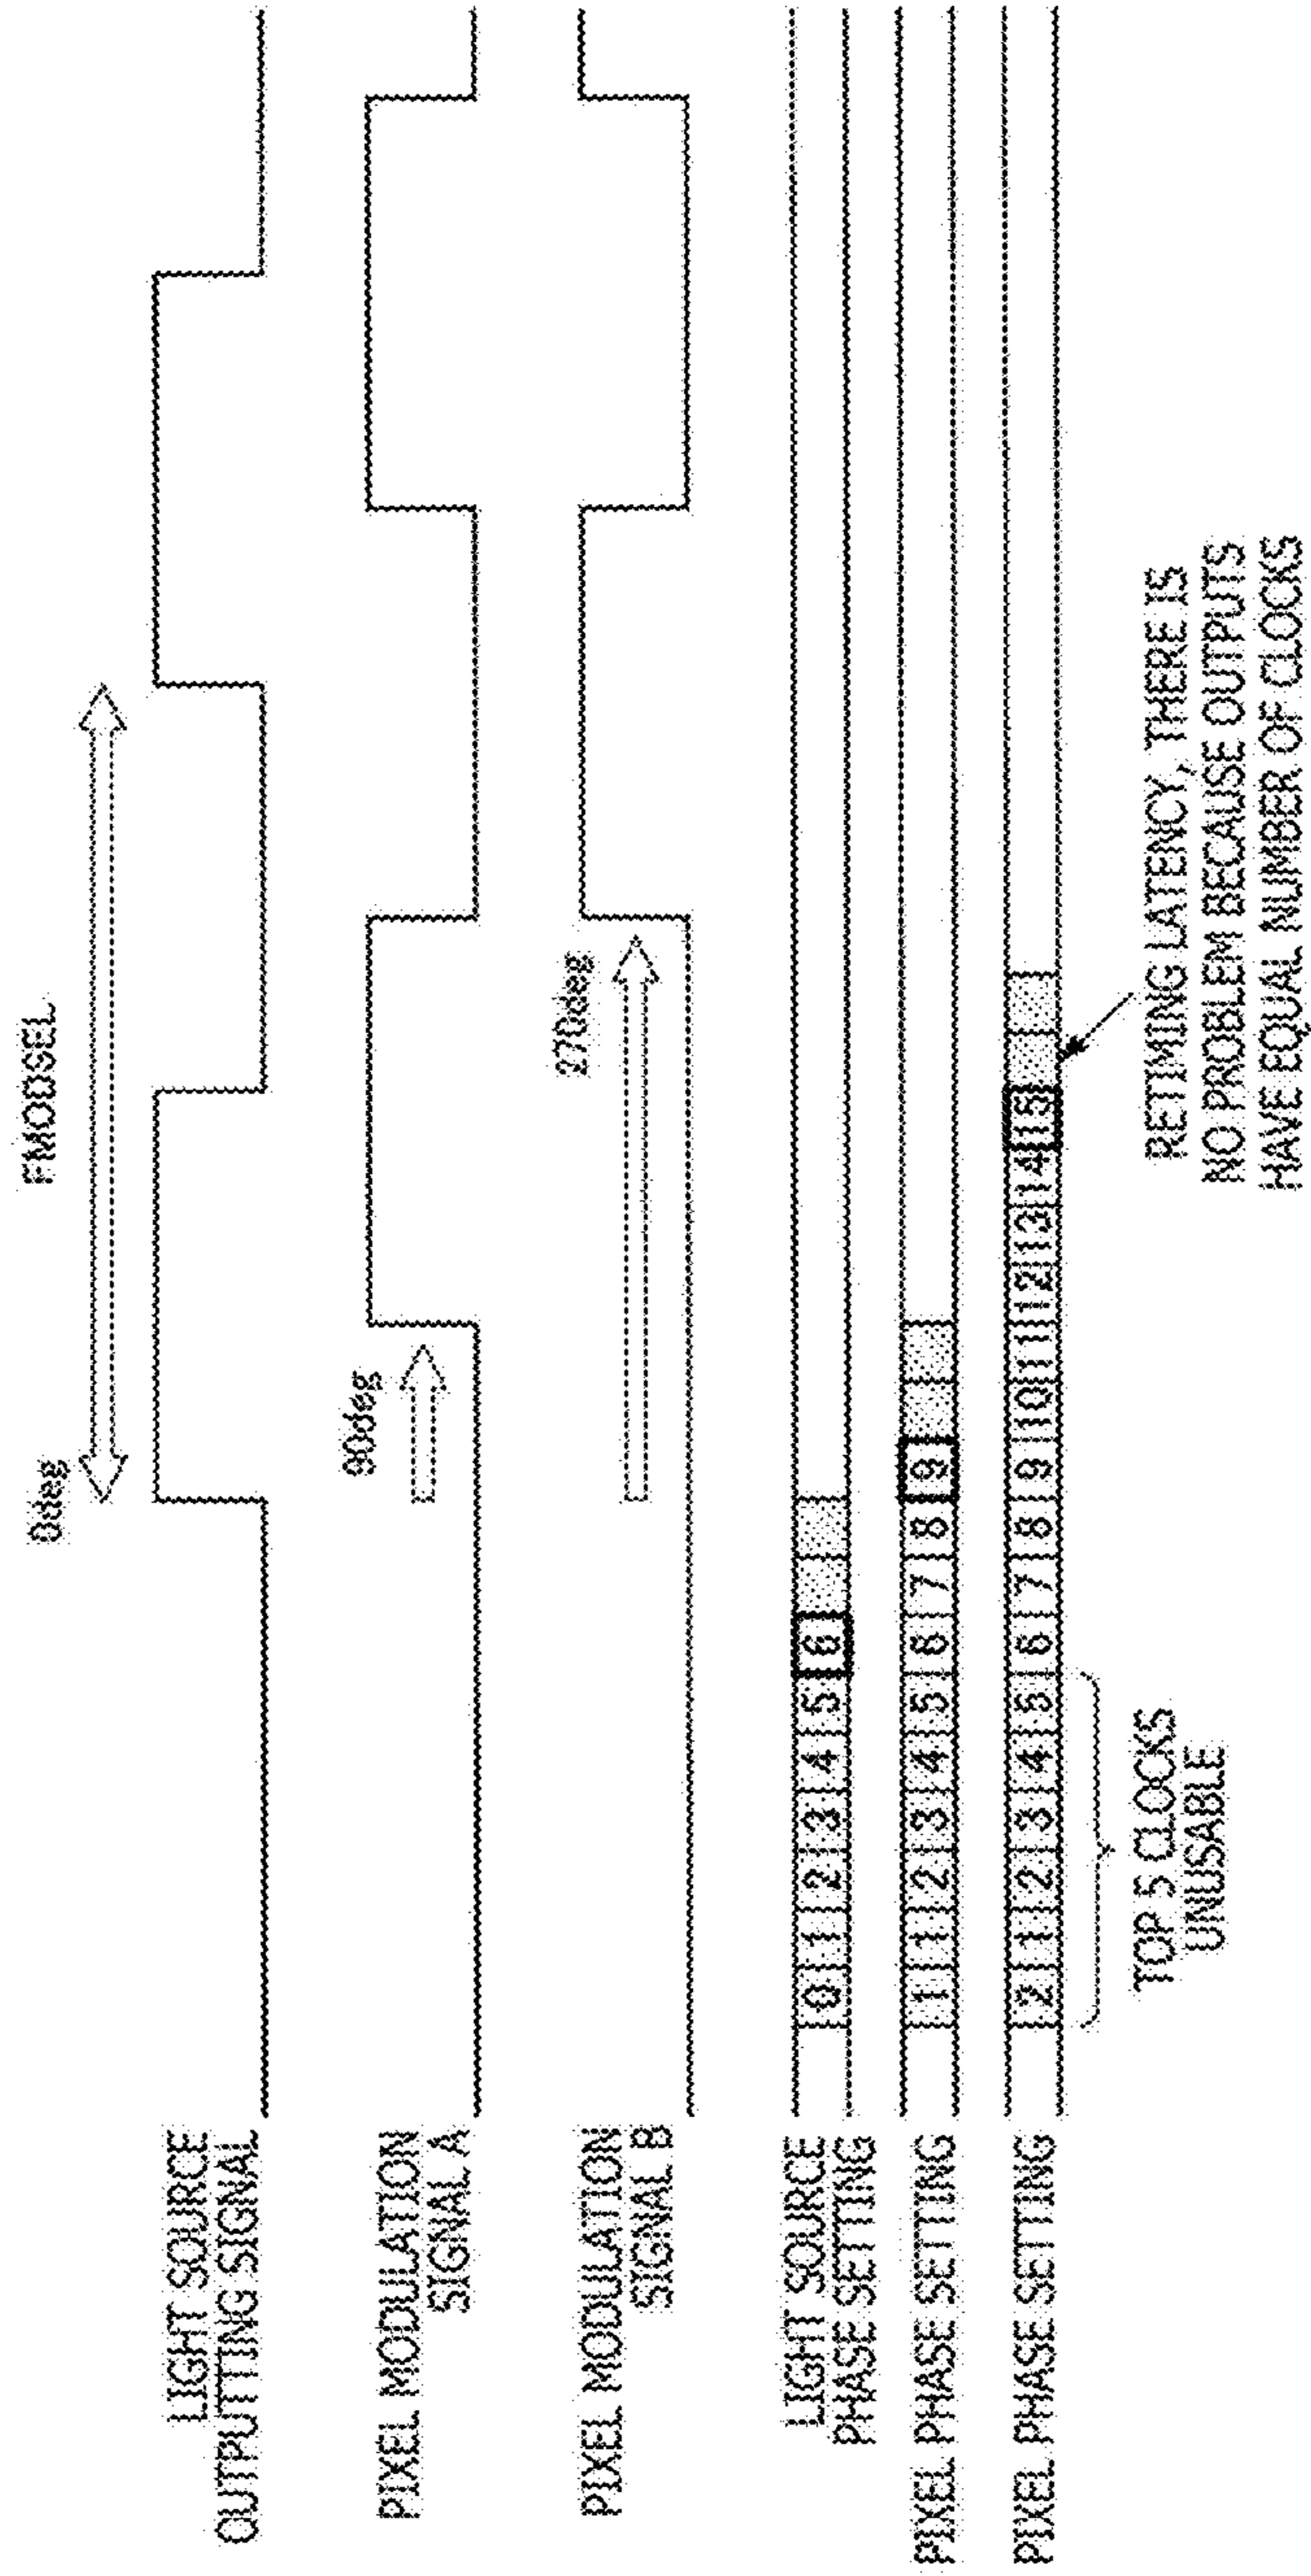 FMODSEL
0deg
LIGHT SOURCE
OUTPUTTING SIGNAL
90deg
PIXEL MODULATION
SIGNAL A
270deg
PIXEL MODULATION
SIGNAL B
LIGHT SOURCE
PHASE SETTING
0 1 2 3 4 5 6
PIXEL PHASE SETTING
1 1 2 3 4 5 6 7 8 9
PIXEL PHASE SETTING
2 1 2 3 4 5 6 7 8 9 10 11 12 13 14 15
TOP 5 CLOCKS
UNUSABLE
RETIMING LATENCY, THERE IS
NO PROBLEM BECAUSE OUTPUTS
HAVE EQUAL NUMBER OF CLOCKS